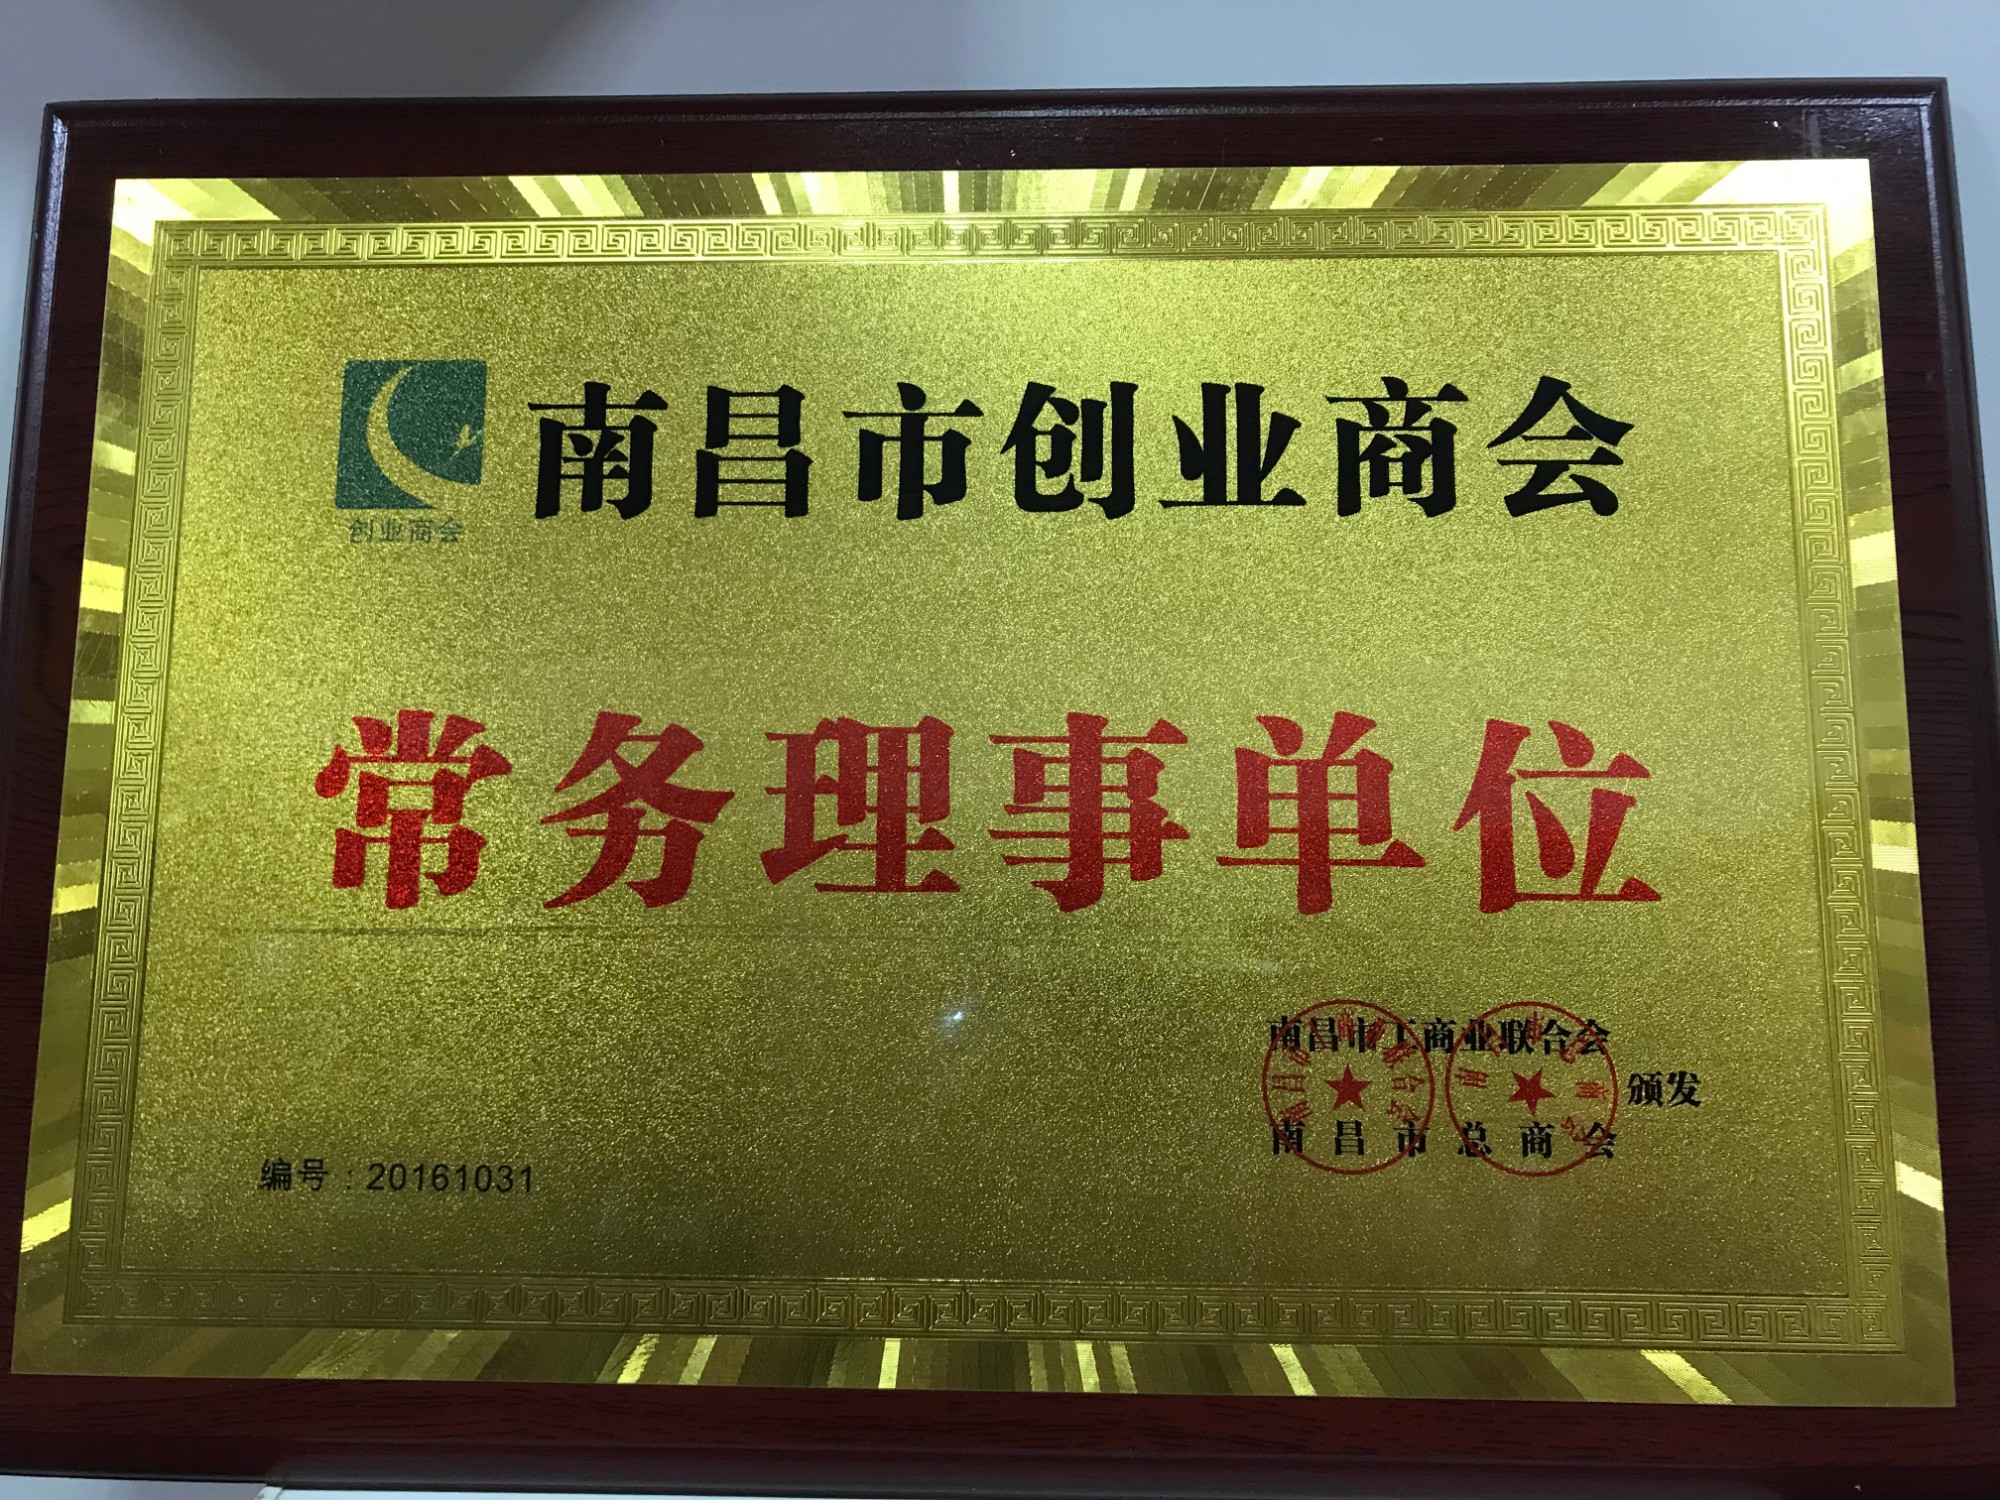 南昌市创业商会
创业商会
常务理事单位
南昌市工商业联合会
颁发
南昌市总商会
编号：20161031